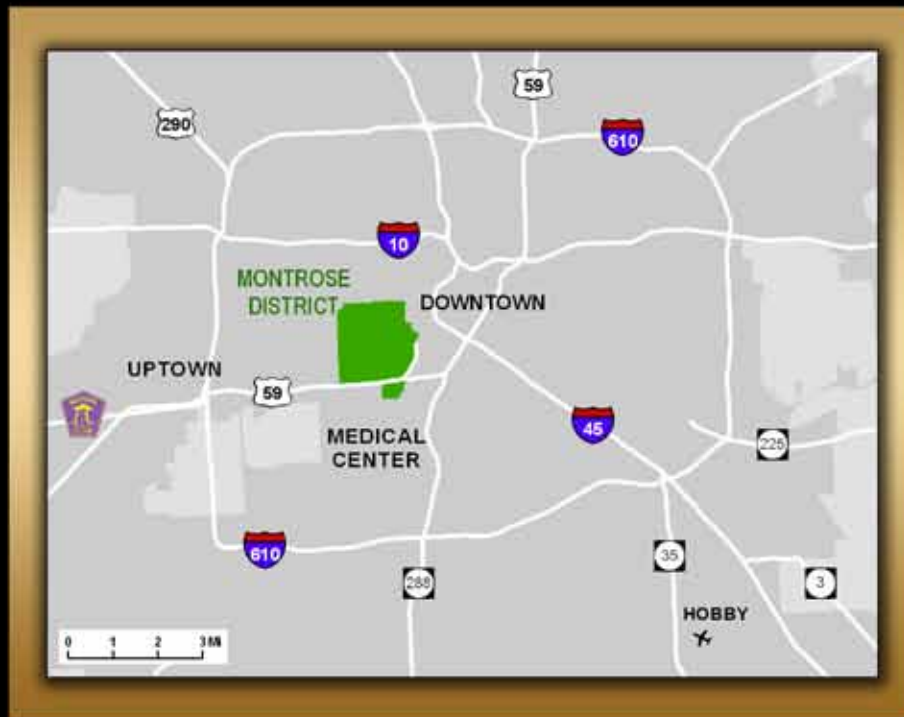 59
290
610
10
MONTROSE
DISTRICT
DOWNTOWN
UPTOWN
59
45
MEDICAL
CENTER
225
610
288
35
3
HOBBY
0 1 2 3 Mi